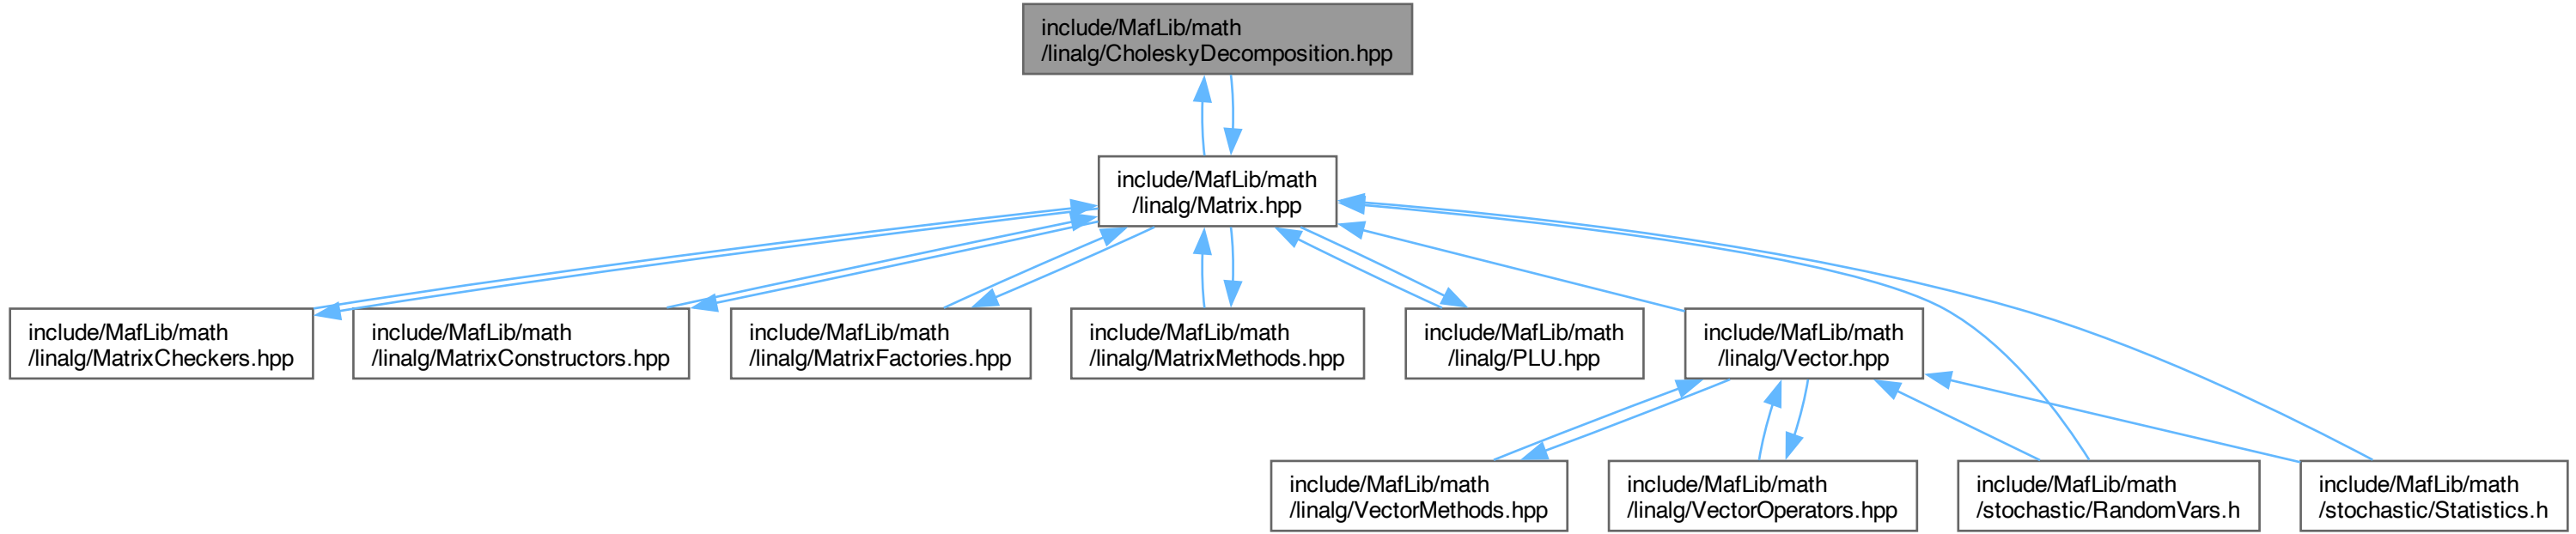 include/MafLib/math
/linalg/CholeskyDecomposition.hpp
include/MafLib/math
/linalg/Matrix.hpp
include/MafLib/math
/linalg/MatrixCheckers.hpp
include/MafLib/math
/linalg/MatrixConstructors.hpp
include/MafLib/math
/linalg/MatrixFactories.hpp
include/MafLib/math
/linalg/MatrixMethods.hpp
include/MafLib/math
/linalg/PLU.hpp
include/MafLib/math
/linalg/Vector.hpp
include/MafLib/math
/linalg/VectorMethods.hpp
include/MafLib/math
/linalg/VectorOperators.hpp
include/MafLib/math
/stochastic/RandomVars.h
include/MafLib/math
/stochastic/Statistics.h